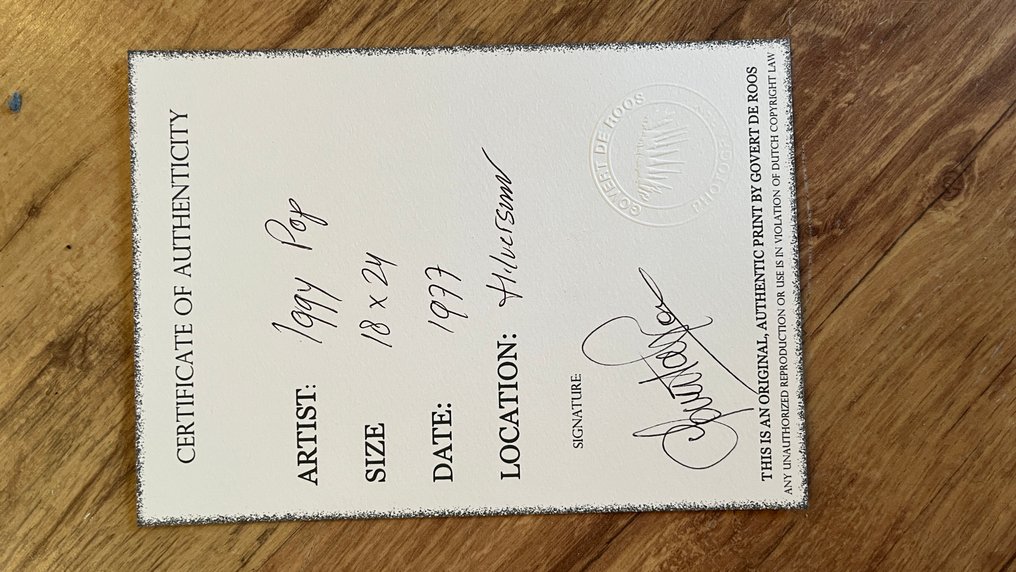 CERTIFICATE OF AUTHENTICITY
ARTIST: Iggy Pop
SIZE 18 x 24
DATE: 1977
LOCATION: Hilversum
SIGNATURE:
GOVERT DE ROOS
PHOTOGRAPHY
THIS IS AN ORIGINAL, AUTHENTIC PRINT BY GOVERT DE ROOS
ANY UNAUTHORIZED REPRODUCTION OR USE IS IN VIOLATION OF DUTCH COPYRIGHT LAW